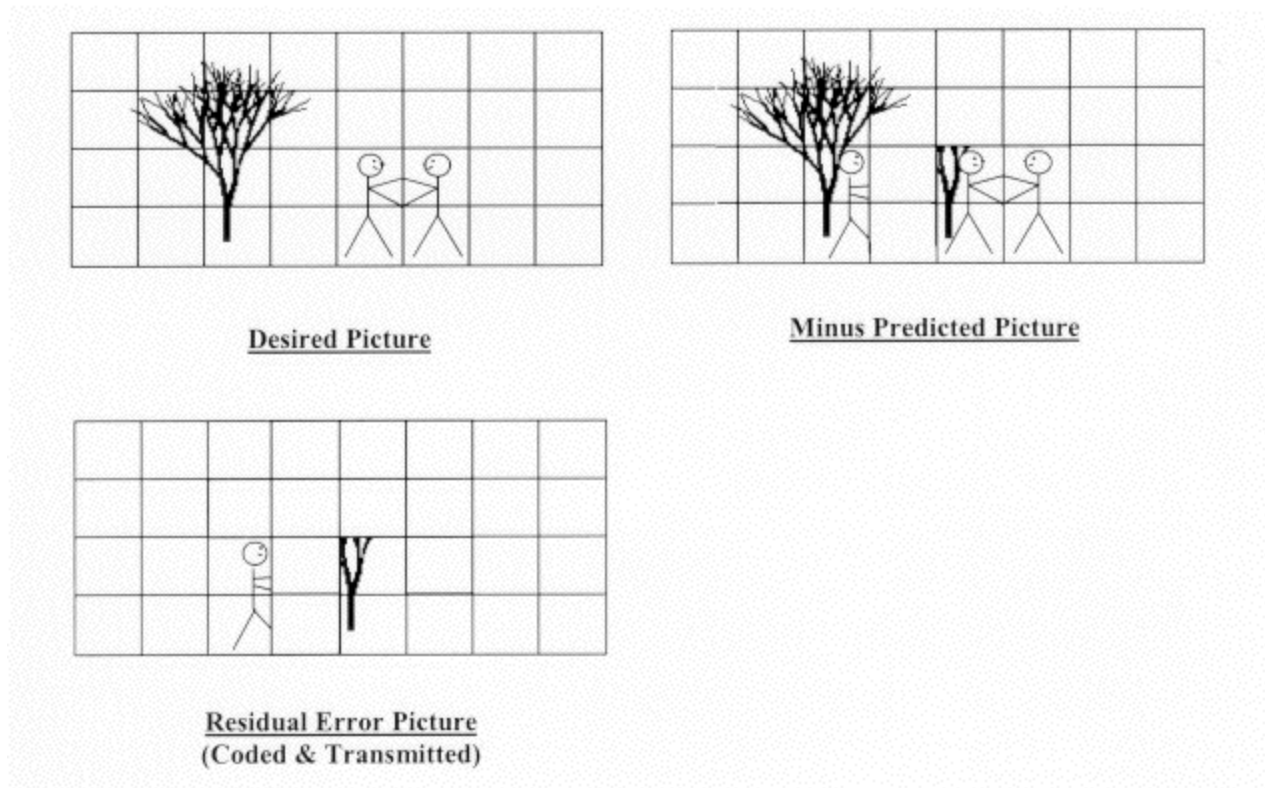 Desired Picture
Minus Predicted Picture
Residual Error Picture
(Coded & Transmitted)